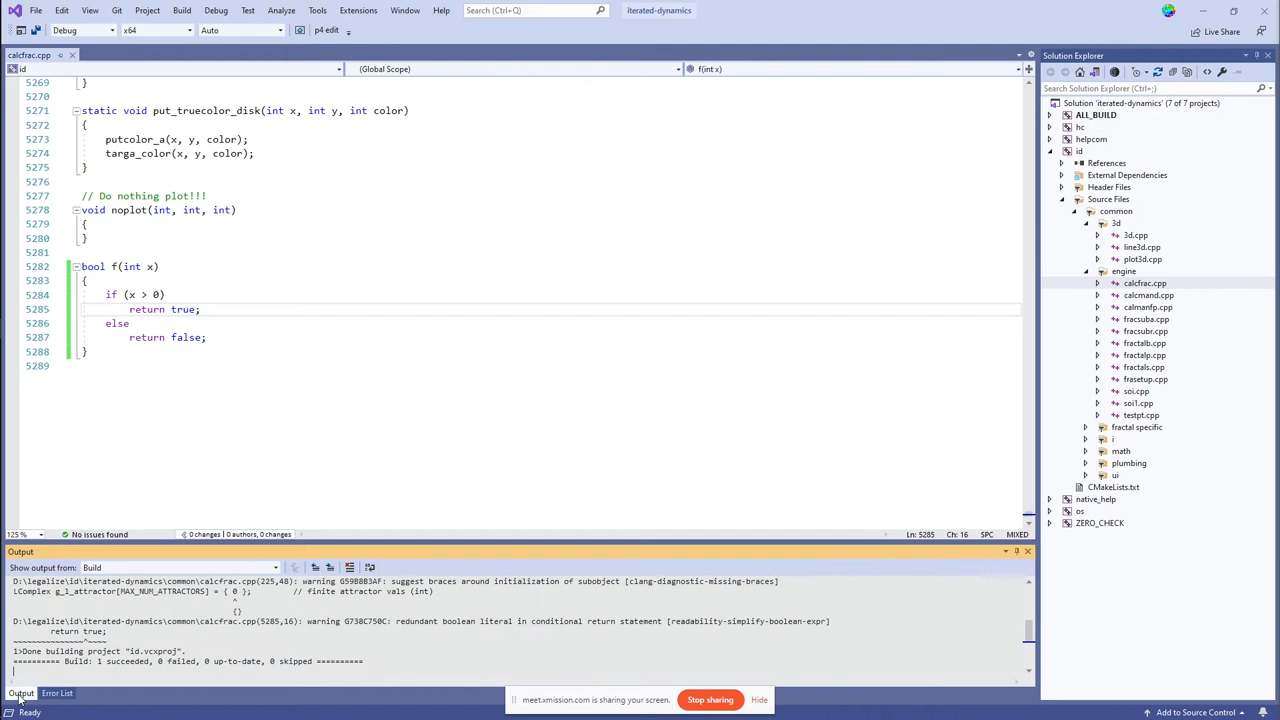 File Edit View Git Project Build Debug Test Analyze Tools Extensions Window Help Search (Ctrl+Q) iterated-dynamics
Debug x64 Auto p4 edit Live Share
calcfrac.cpp
id (Global Scope) f(int x)
5269 }
5270
5271 static void put_truecolor_disk(int x, int y, int color)
5272 {
5273 putcolor_a(x, y, color);
5274 targa_color(x, y, color);
5275 }
5276
5277 // Do nothing plot!!!
5278 void noplot(int, int, int)
5279 {
5280 }
5281
5282 bool f(int x)
5283 {
5284 if (x > 0)
5285 return true;
5286 else
5287 return false;
5288 }
5289
125 % No issues found 0 changes | 0 authors, 0 changes Ln: 5285 Ch: 16 SPC MIXED
Output
Show output from: Build
D:\legalize\id\iterated-dynamics\common\calcfrac.cpp(225,48): warning G59B8B3AF: suggest braces around initialization of subobject [clang-diagnostic-missing-braces]
LComplex g_l_attractor[MAX_NUM_ATTRACTORS] = { 0 }; // finite attractor vals (int)
^
{}
D:\legalize\id\iterated-dynamics\common\calcfrac.cpp(5285,16): warning G738C750C: redundant boolean literal in conditional return statement [readability-simplify-boolean-expr]
return true;
~~~~~~~~~~~~~~~^~~~~
1>Done building project "id.vcxproj".
========== Build: 1 succeeded, 0 failed, 0 up-to-date, 0 skipped ==========
Output Error List
Ready
meet.xmission.com is sharing your screen. Stop sharing Hide
Solution Explorer
Search Solution Explorer (Ctrl+;)
Solution 'iterated-dynamics' (7 of 7 projects)
ALL_BUILD
hc
helpcom
id
References
External Dependencies
Header Files
Source Files
common
3d
3d.cpp
line3d.cpp
plot3d.cpp
engine
calcfrac.cpp
calcmand.cpp
calmanfp.cpp
fracsuba.cpp
fracsubr.cpp
fractalb.cpp
fractalp.cpp
fractals.cpp
frasetup.cpp
soi.cpp
soi1.cpp
testpt.cpp
fractal specific
i
math
plumbing
ui
CMakeLists.txt
native_help
os
ZERO_CHECK
Add to Source Control